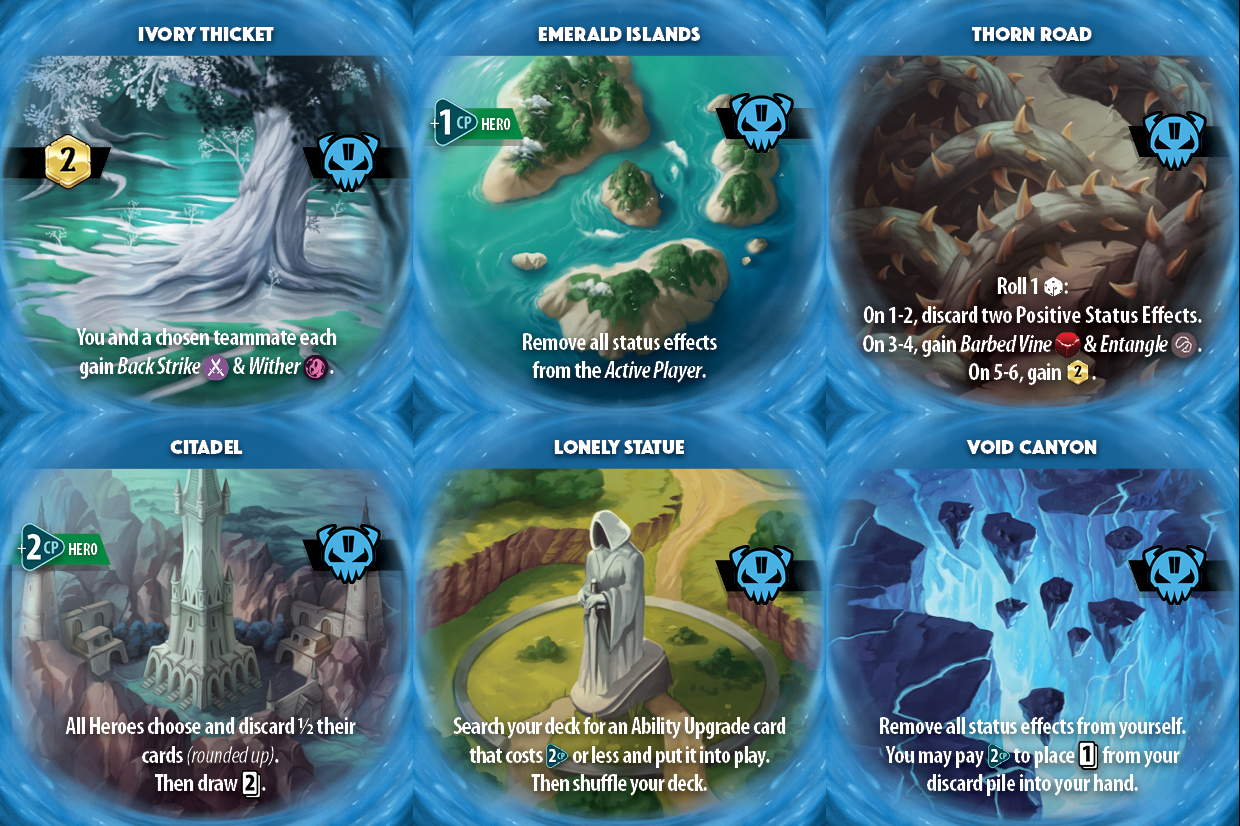 IVORY THICKET
2
You and a chosen teammate each
gain Back Strike & Wither .
EMERALD ISLANDS
+1 CP HERO
Remove all status effects
from the Active Player.
THORN ROAD
Roll 1 :
On 1-2, discard two Positive Status Effects.
On 3-4, gain Barbed Vine & Entangle .
On 5-6, gain 2 .
CITADEL
+2 CP HERO
All Heroes choose and discard ½ their
cards (rounded up).
Then draw 2 .
LONELY STATUE
Search your deck for an Ability Upgrade card
that costs 2CP or less and put it into play.
Then shuffle your deck.
VOID CANYON
Remove all status effects from yourself.
You may pay 2CP to place 1 from your
discard pile into your hand.